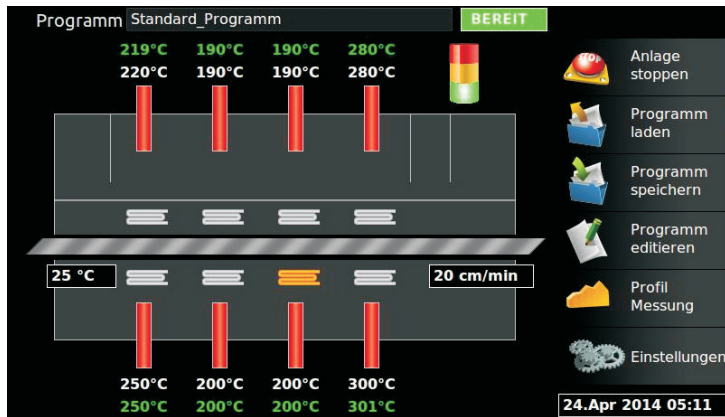 Programm Standard_Programm BEREIT
219°C 190°C 190°C 280°C
220°C 190°C 190°C 280°C
STOP
Anlage
stoppen
Programm
laden
Programm
speichern
Programm
editieren
25 °C
20 cm/min
Profil
Messung
Einstellungen
250°C 200°C 200°C 300°C
250°C 200°C 200°C 301°C
24.Apr 2014 05:11